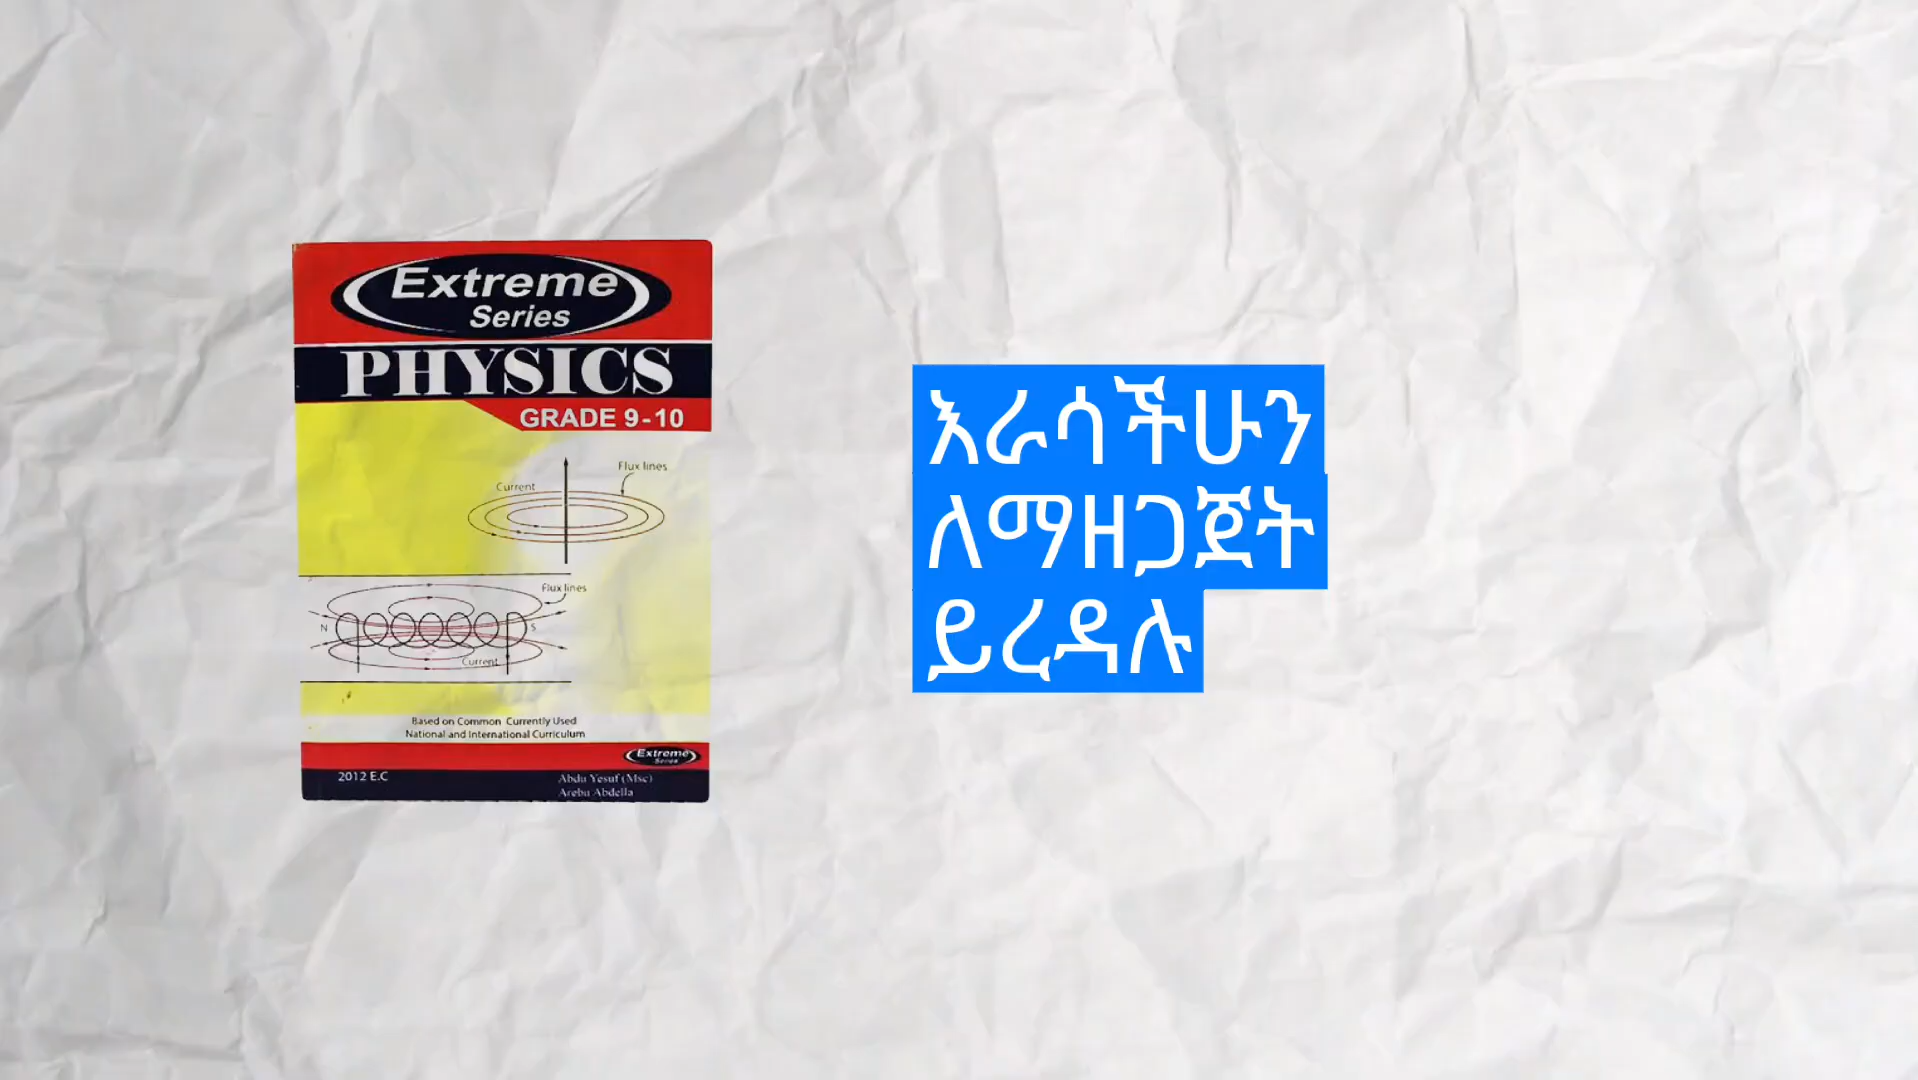 Extreme
Series
PHYSICS
GRADE 9-10
Flux lines
Current
Flux lines
N
S
Current
Based on Common Currently Used
National and International Curriculum
Extreme
Series
2012 E.C
Abdu Yesuf (Msc)
Arebu Abdella
እራሳችሁን
ለማዘጋጀት
ይረዳሉ